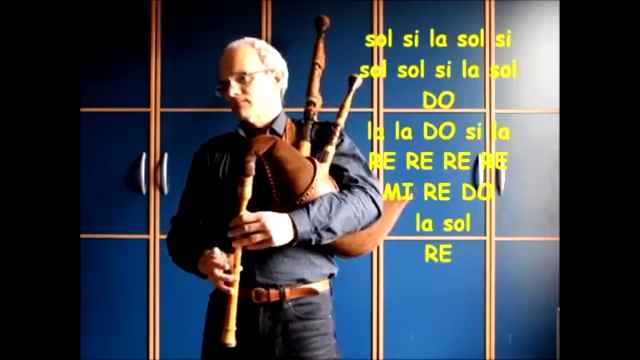 sol si la sol si
sol sol si la sol
DO
la la DO si la
RE RE RE RE
MI RE DO
la sol
RE